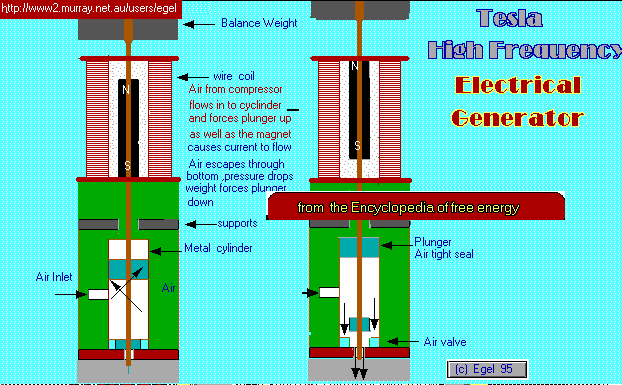 http://www2.murray.net.au/users/egel
Balance Weight
Tesla
High Frequency
Electrical
Generator
wire coil
Air from compressor
flows in to cyclinder
and forces plunger up
as well as the magnet
causes current to flow
Air escapes through
bottom ,pressure drops
weight forces plunger
down
N
S
N
S
from the Encyclopedia of free energy
supports
Metal cylinder
Air Inlet
Air
Plunger
Air tight seal
Air valve
(c) Egel 95